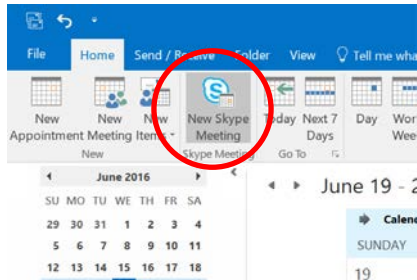 File Home Send / Receive Folder View Tell me wha
New Appointment New Meeting New Items New Skype Meeting Today Next 7 Days Day Wor Wee
New Skype Meeting Go To
June 2016
June 19 - 2
SU MO TU WE TH FR SA
29 30 31 1 2 3 4
5 6 7 8 9 10 11
12 13 14 15 16 17 18
Calend
SUNDAY
19